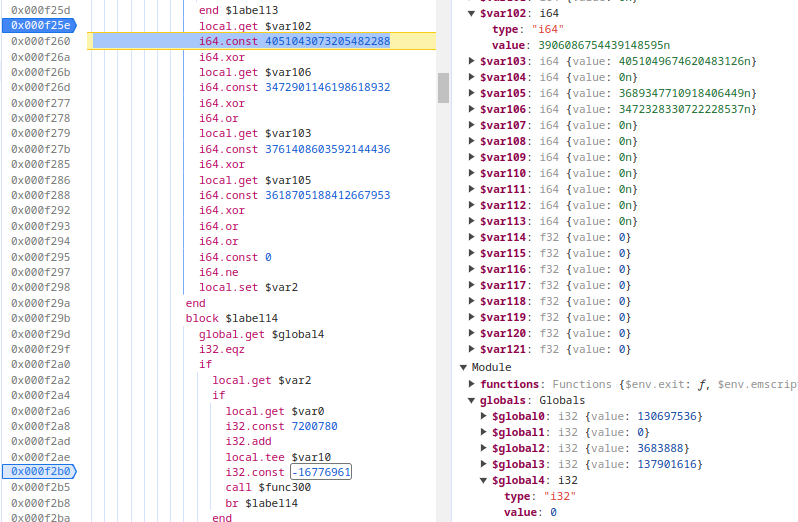 0x000f25d end $label13
0x000f25e local.get $var102
0x000f260 i64.const 4051043073205482288
0x000f26a i64.xor
0x000f26b local.get $var106
0x000f26d i64.const 3472901146198618932
0x000f277 i64.xor
0x000f278 i64.or
0x000f279 local.get $var103
0x000f27b i64.const 3761408603592144436
0x000f285 i64.xor
0x000f286 local.get $var105
0x000f288 i64.const 3618705188412667953
0x000f292 i64.xor
0x000f293 i64.or
0x000f294 i64.or
0x000f295 i64.const 0
0x000f297 i64.ne
0x000f298 local.set $var2
0x000f29a end
0x000f29b block $label14
0x000f29d global.get $global4
0x000f29f i32.eqz
0x000f2a0 if
0x000f2a2 local.get $var2
0x000f2a4 if
0x000f2a6 local.get $var0
0x000f2a8 i32.const 7200780
0x000f2ad i32.add
0x000f2ae local.tee $var10
0x000f2b0 i32.const -16776961
0x000f2b5 call $func300
0x000f2b8 br $label14
0x000f2ba end
$var102: i64
type: "i64"
value: 3906086754439148595n
$var103: i64 {value: 4051049674620483126n}
$var104: i64 {value: 0n}
$var105: i64 {value: 3689347710918406449n}
$var106: i64 {value: 3472328330722228537n}
$var107: i64 {value: 0n}
$var108: i64 {value: 0n}
$var109: i64 {value: 0n}
$var110: i64 {value: 0n}
$var111: i64 {value: 0n}
$var112: i64 {value: 0n}
$var113: i64 {value: 0n}
$var114: f32 {value: 0}
$var115: f32 {value: 0}
$var116: f32 {value: 0}
$var117: f32 {value: 0}
$var118: f32 {value: 0}
$var119: f32 {value: 0}
$var120: f32 {value: 0}
$var121: f32 {value: 0}
Module
functions: Functions {$env.exit: ƒ, $env.emscrip
globals: Globals
$global0: i32 {value: 130697536}
$global1: i32 {value: 0}
$global2: i32 {value: 3683888}
$global3: i32 {value: 137901616}
$global4: i32
type: "i32"
value: 0